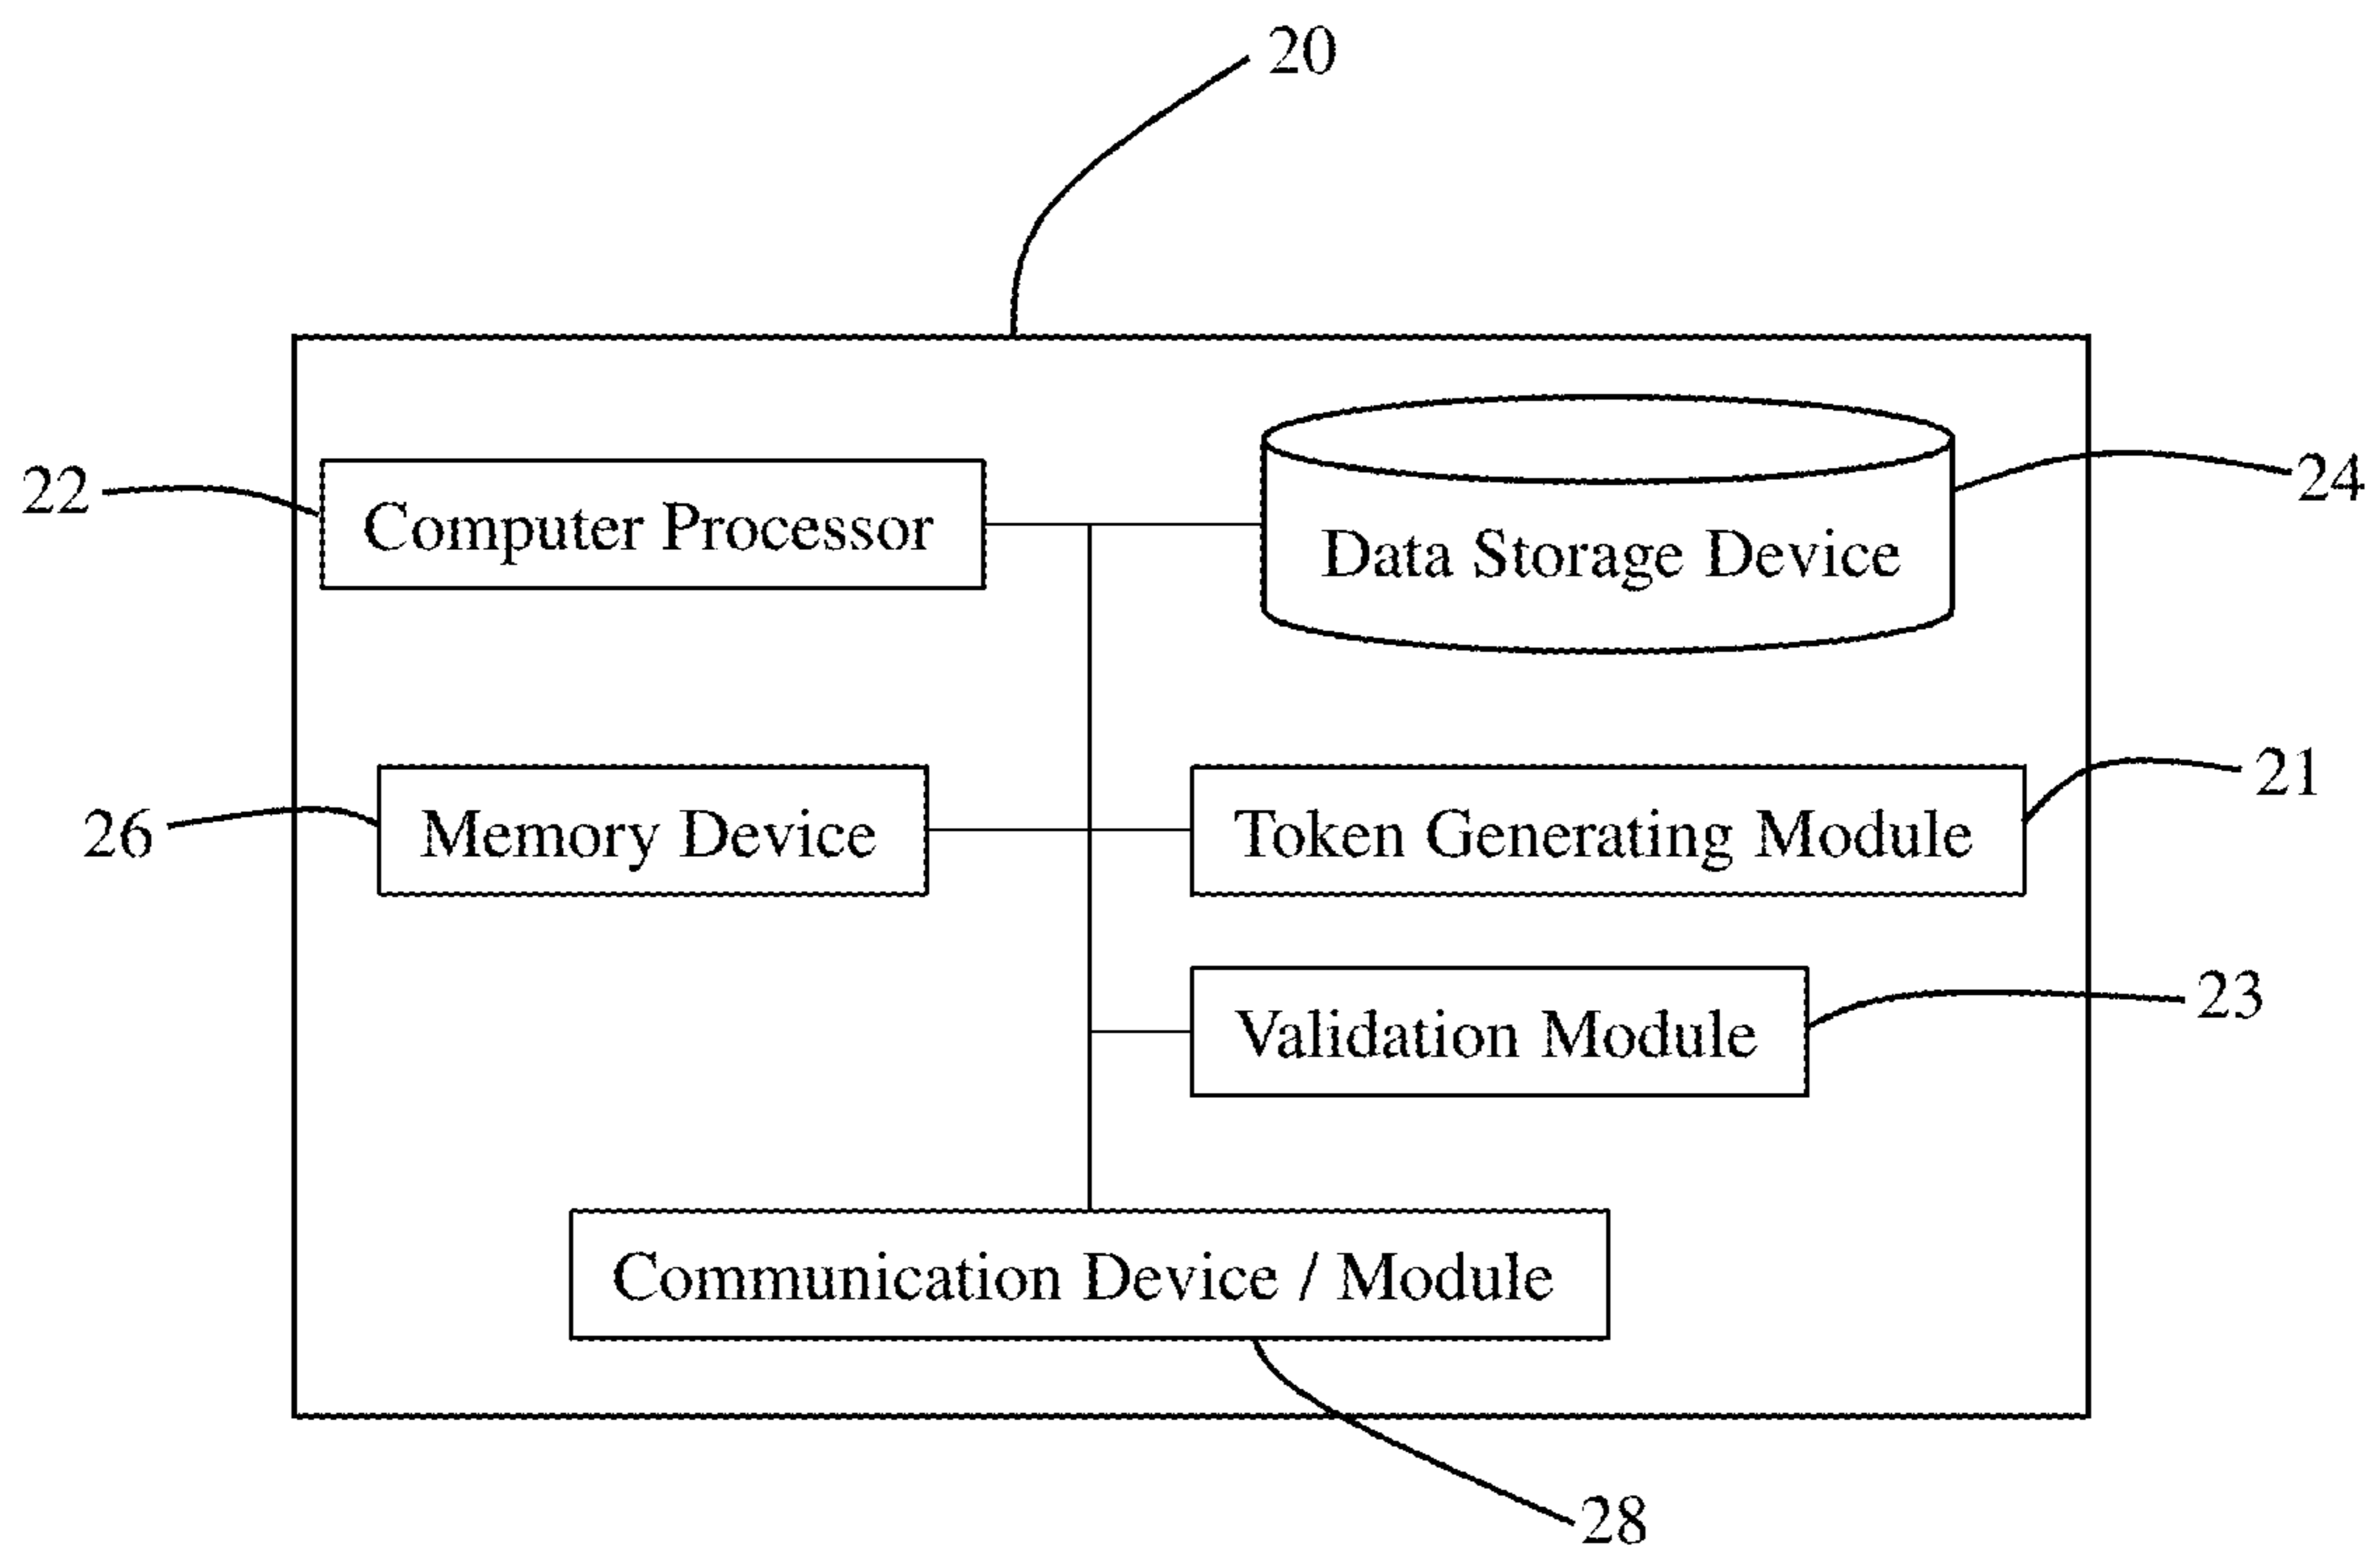 20
22
Computer Processor
Data Storage Device
24
26
Memory Device
Token Generating Module
21
Validation Module
23
Communication Device / Module
28